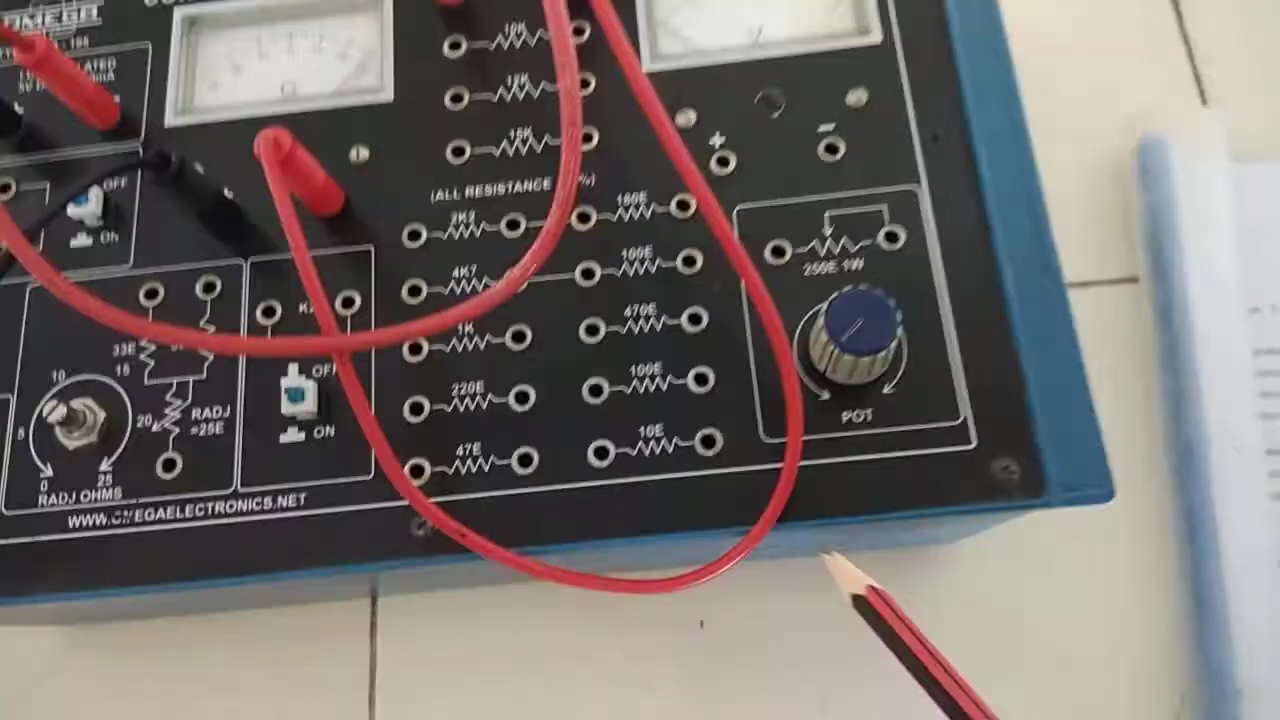 OMEGA
G
V
10K
12K
15K
(ALL RESISTANCE
+
-
OFF
ON
2K2
4K7
1K
220E
47E
100E
470E
100E
10E
250E 1W
POT
33E
10
15
5
20
0
25
RADJ
=25E
RADJ OHMS
OFF
ON
WWW.OMEGAELECTRONICS.NET